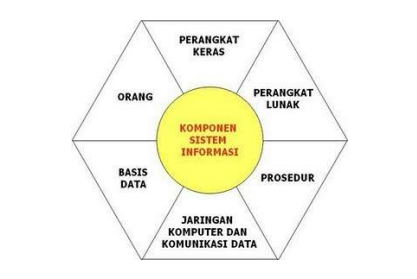 PERANGKAT
KERAS
ORANG
PERANGKAT
LUNAK
KOMPONEN
SISTEM
INFORMASI
BASIS
DATA
PROSEDUR
JARINGAN
KOMPUTER DAN
KOMUNIKASI DATA